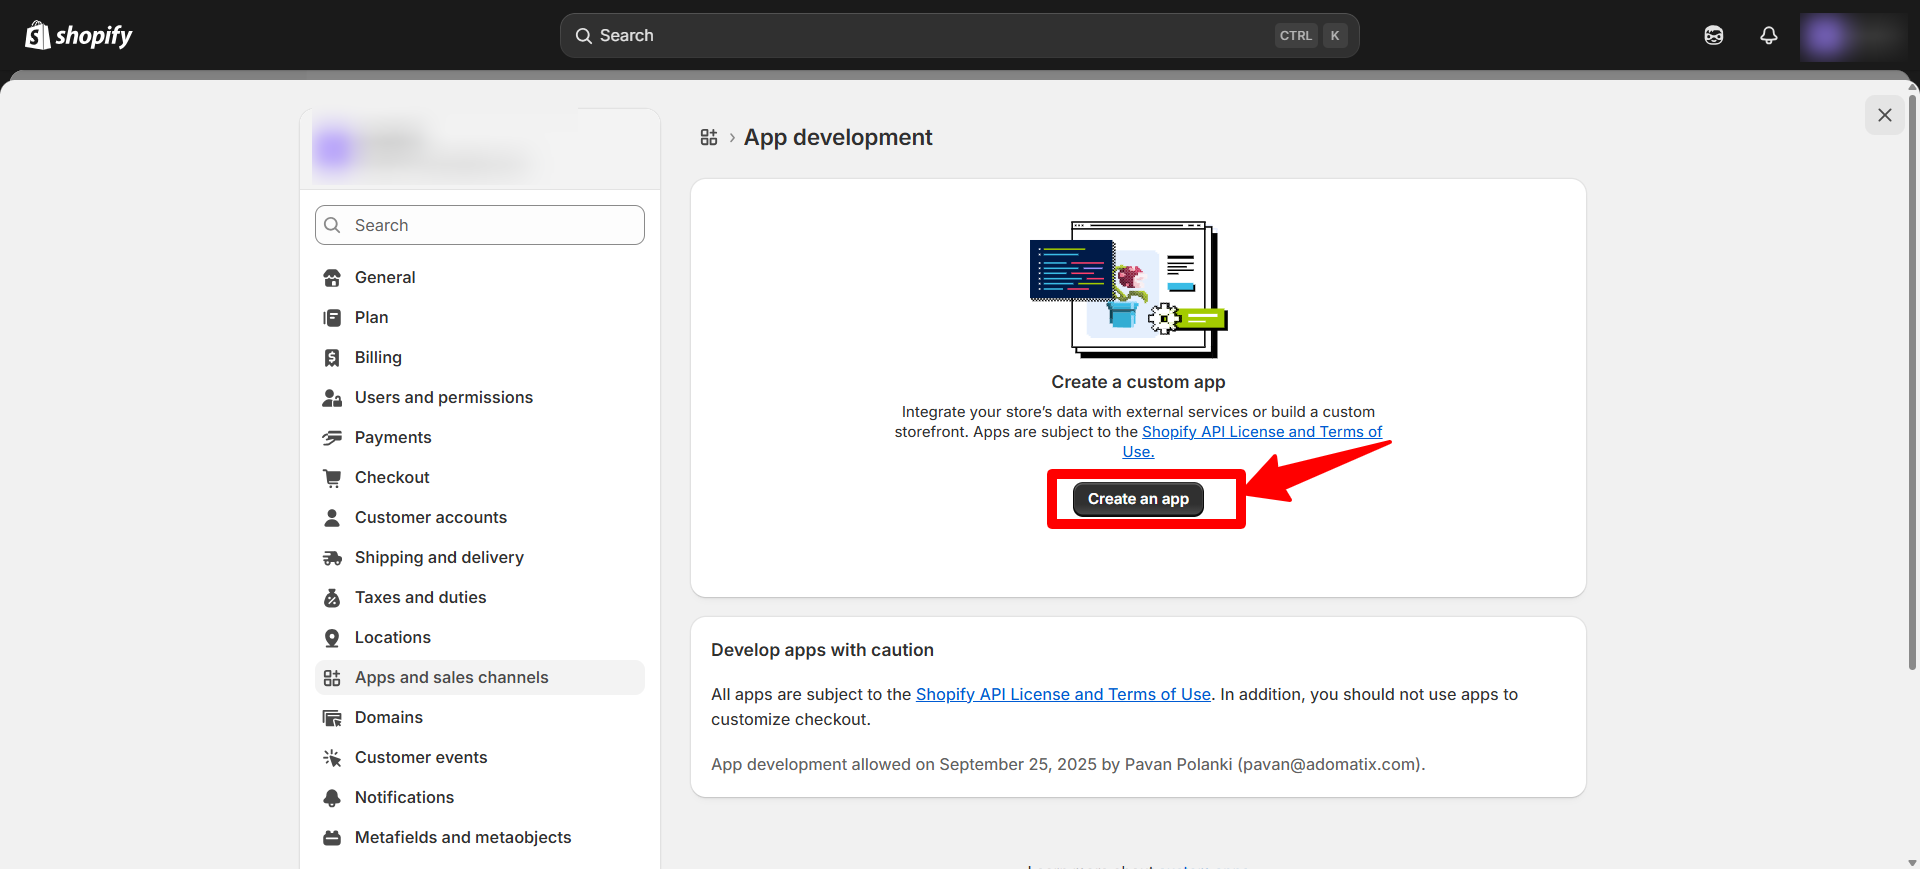 shopify
Search
CTRL K
App development
Search
General
Plan
Billing
Users and permissions
Payments
Checkout
Customer accounts
Shipping and delivery
Taxes and duties
Locations
Apps and sales channels
Domains
Customer events
Notifications
Metafields and metaobjects
Create a custom app
Integrate your store's data with external services or build a custom
storefront. Apps are subject to the Shopify API License and Terms of
Use.
Create an app
Develop apps with caution
All apps are subject to the Shopify API License and Terms of Use. In addition, you should not use apps to
customize checkout.
App development allowed on September 25, 2025 by Pavan Polanki (pavan@adomatix.com).